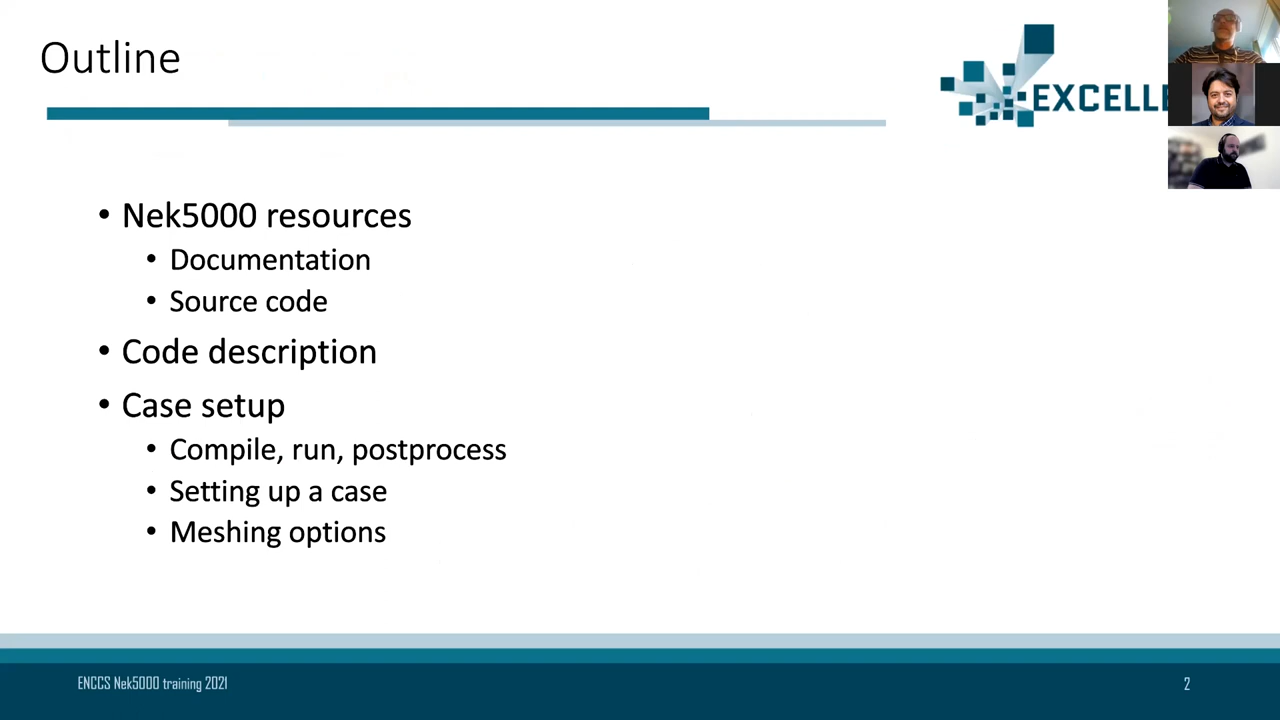 Outline
EXCELLE
• Nek5000 resources
• Documentation
• Source code
• Code description
• Case setup
• Compile, run, postprocess
• Setting up a case
• Meshing options
ENCCS Nek5000 training 2021
2